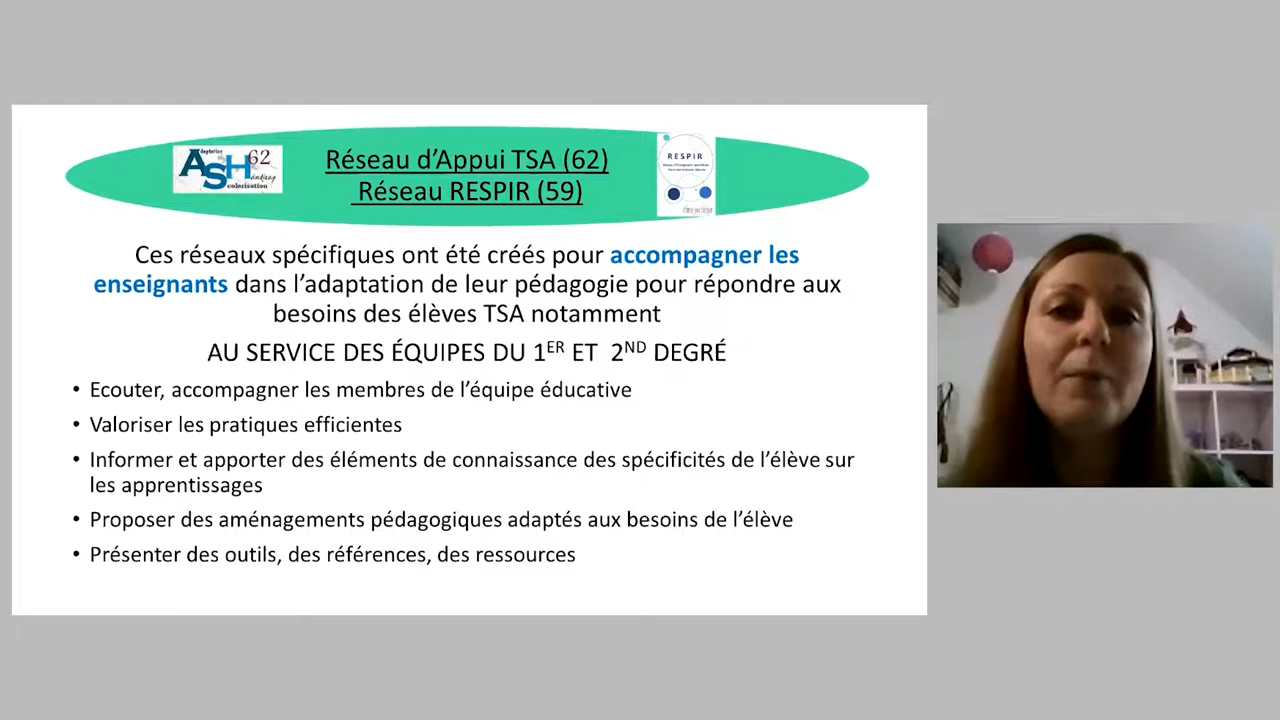 Adaptation
ASH 62
Handicap
Scolarisation
Réseau d’Appui TSA (62)
Réseau RESPIR (59)
RESPIR
Ces réseaux spécifiques ont été créés pour accompagner les
enseignants dans l’adaptation de leur pédagogie pour répondre aux
besoins des élèves TSA notamment
AU SERVICE DES ÉQUIPES DU 1ER ET 2ND DEGRÉ
• Ecouter, accompagner les membres de l’équipe éducative
• Valoriser les pratiques efficientes
• Informer et apporter des éléments de connaissance des spécificités de l’élève sur
les apprentissages
• Proposer des aménagements pédagogiques adaptés aux besoins de l’élève
• Présenter des outils, des références, des ressources